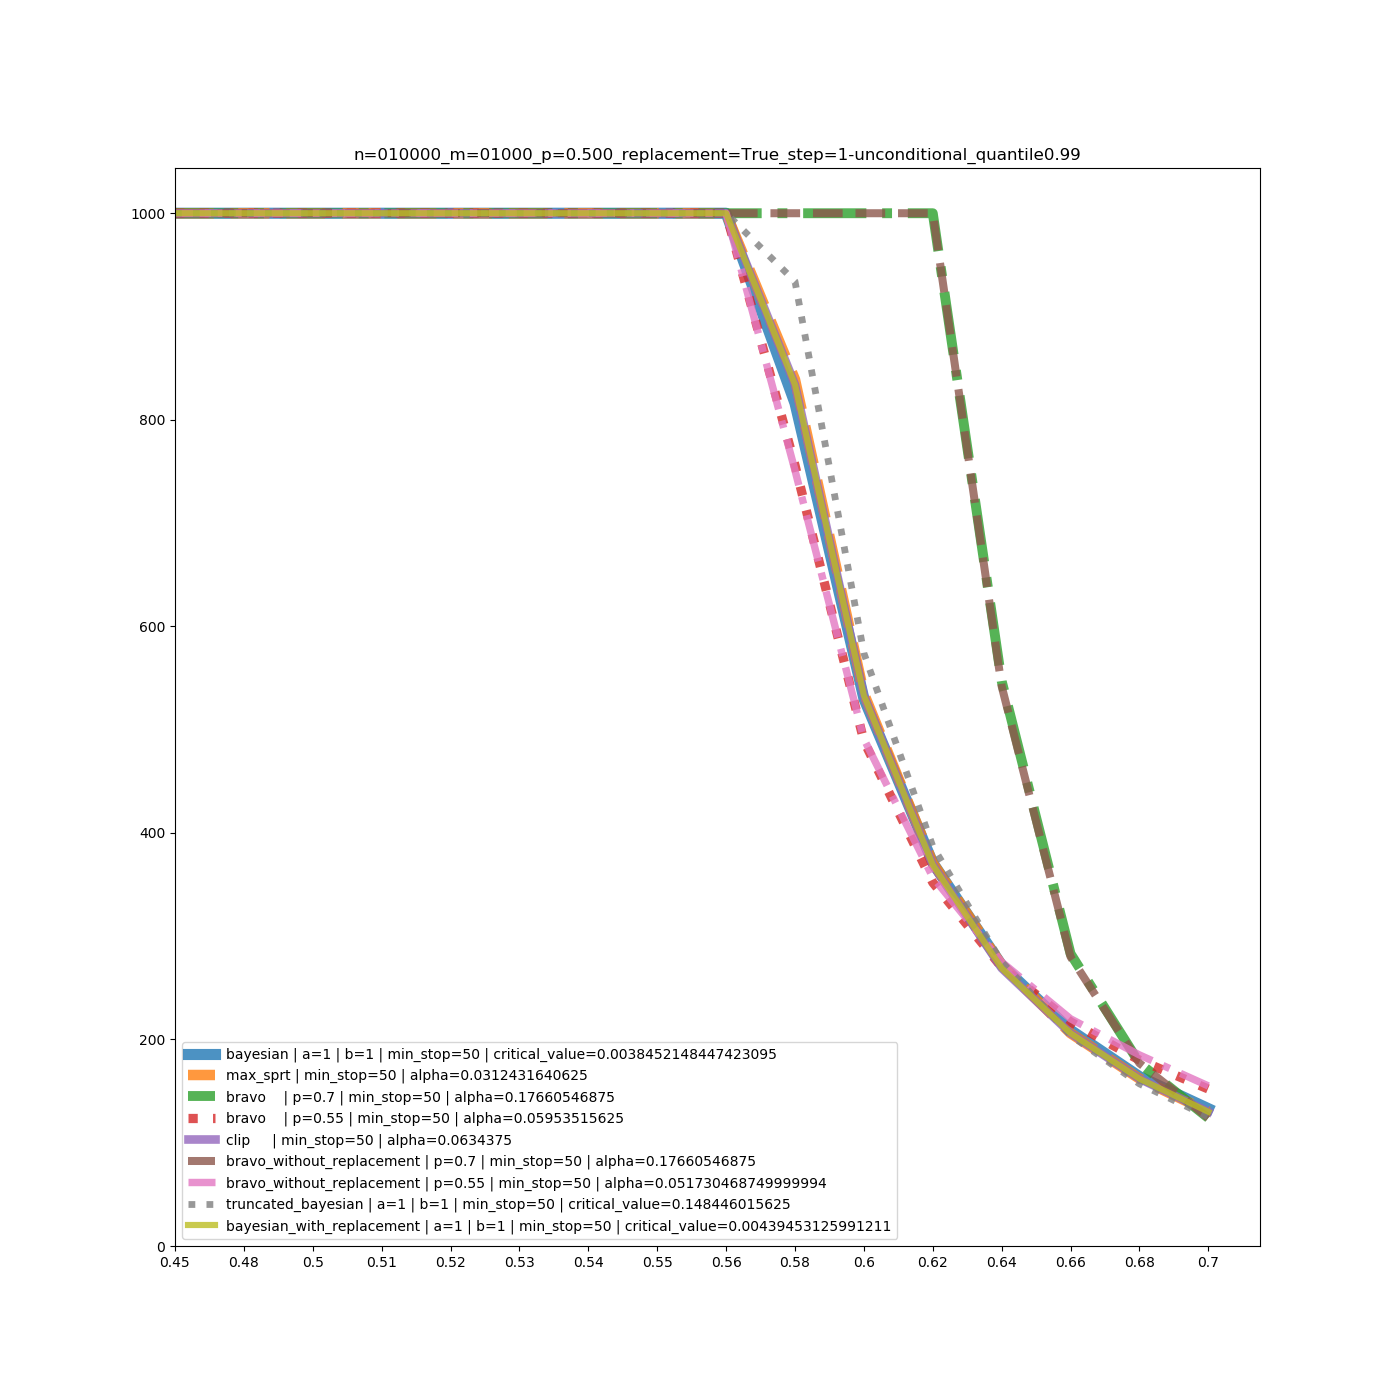 n=010000_m=01000_p=0.500_replacement=True_step=1-unconditional_quantile0.99
1000
800
600
400
200
0
bayesian | a=1 | b=1 | min_stop=50 | critical_value=0.0038452148447423095
max_sprt | min_stop=50 | alpha=0.0312431640625
bravo    | p=0.7 | min_stop=50 | alpha=0.17660546875
bravo    | p=0.55 | min_stop=50 | alpha=0.05953515625
clip     | min_stop=50 | alpha=0.0634375
bravo_without_replacement | p=0.7 | min_stop=50 | alpha=0.17660546875
bravo_without_replacement | p=0.55 | min_stop=50 | alpha=0.051730468749999994
truncated_bayesian | a=1 | b=1 | min_stop=50 | critical_value=0.148446015625
bayesian_with_replacement | a=1 | b=1 | min_stop=50 | critical_value=0.00439453125991211
0.45 0.48 0.5 0.51 0.52 0.53 0.54 0.55 0.56 0.58 0.6 0.62 0.64 0.66 0.68 0.7